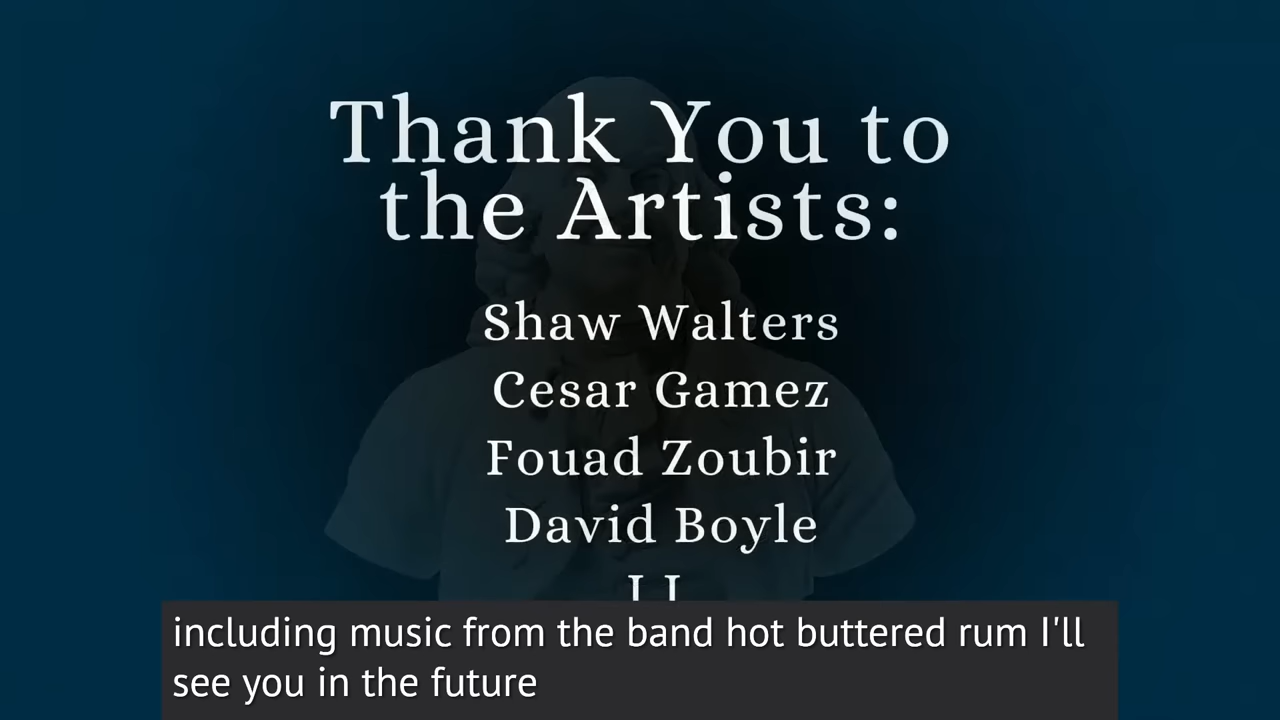 Thank You to
the Artists:
Shaw Walters
Cesar Gamez
Fouad Zoubir
David Boyle
including music from the band hot buttered rum I'll
see you in the future